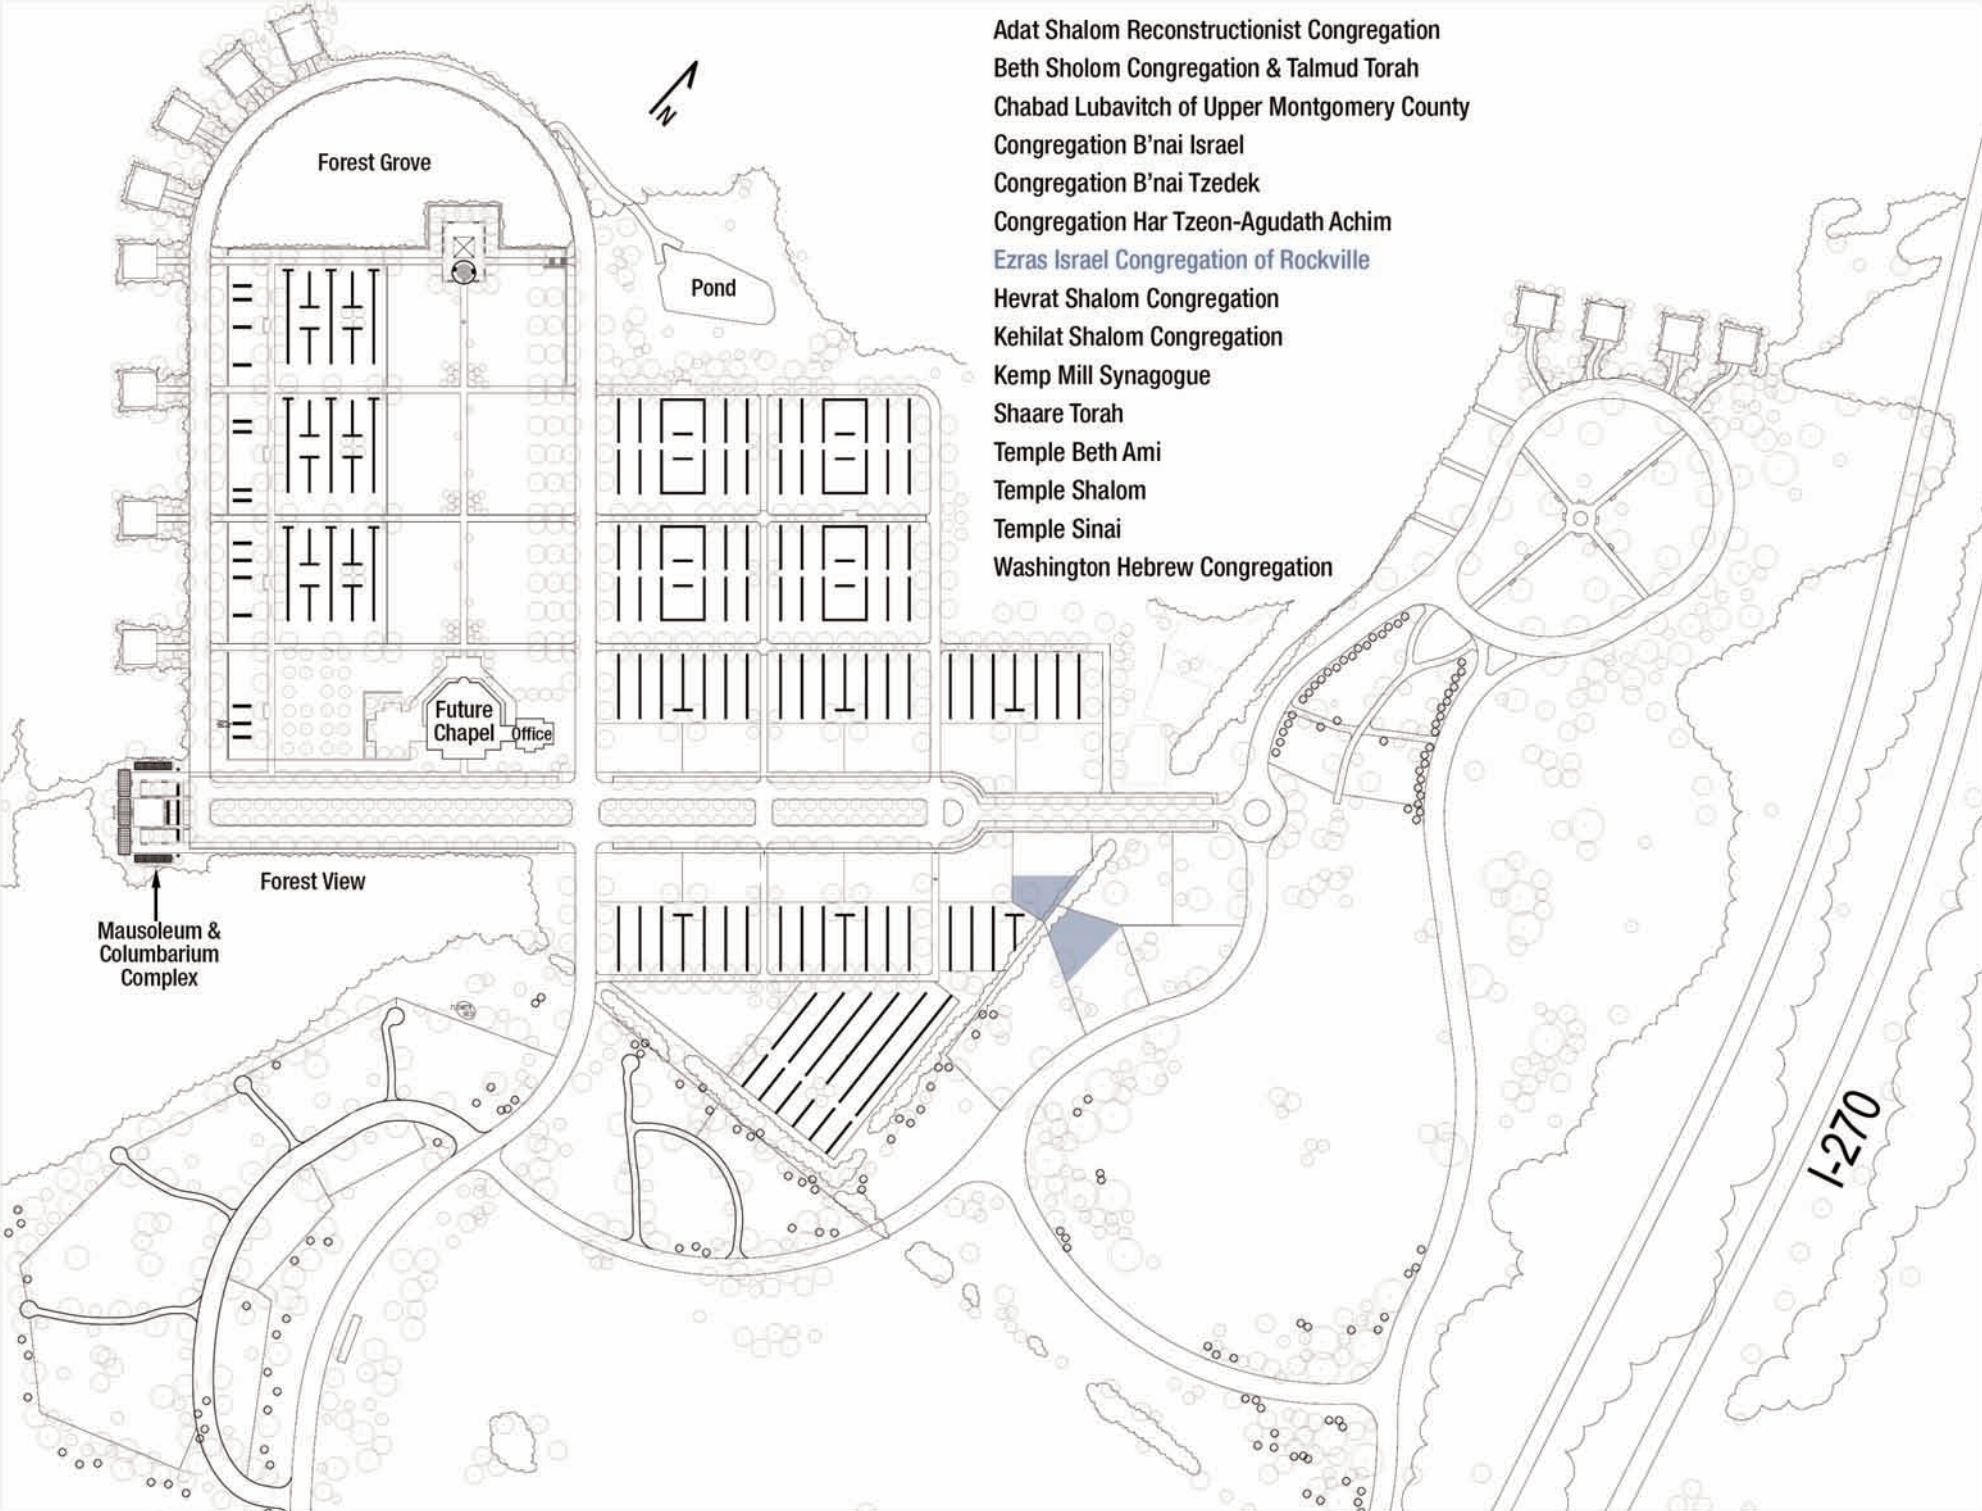 Adat Shalom Reconstructionist Congregation
Beth Sholom Congregation & Talmud Torah
Chabad Lubavitch of Upper Montgomery County
Congregation B'nai Israel
Congregation B'nai Tzedek
Congregation Har Tzeon-Agudath Achim
Ezras Israel Congregation of Rockville
Hevrat Shalom Congregation
Kehilat Shalom Congregation
Kemp Mill Synagogue
Shaare Torah
Temple Beth Ami
Temple Shalom
Temple Sinai
Washington Hebrew Congregation
N
Forest Grove
Pond
Future
Chapel
Office
Forest View
Mausoleum &
Columbarium
Complex
I-270